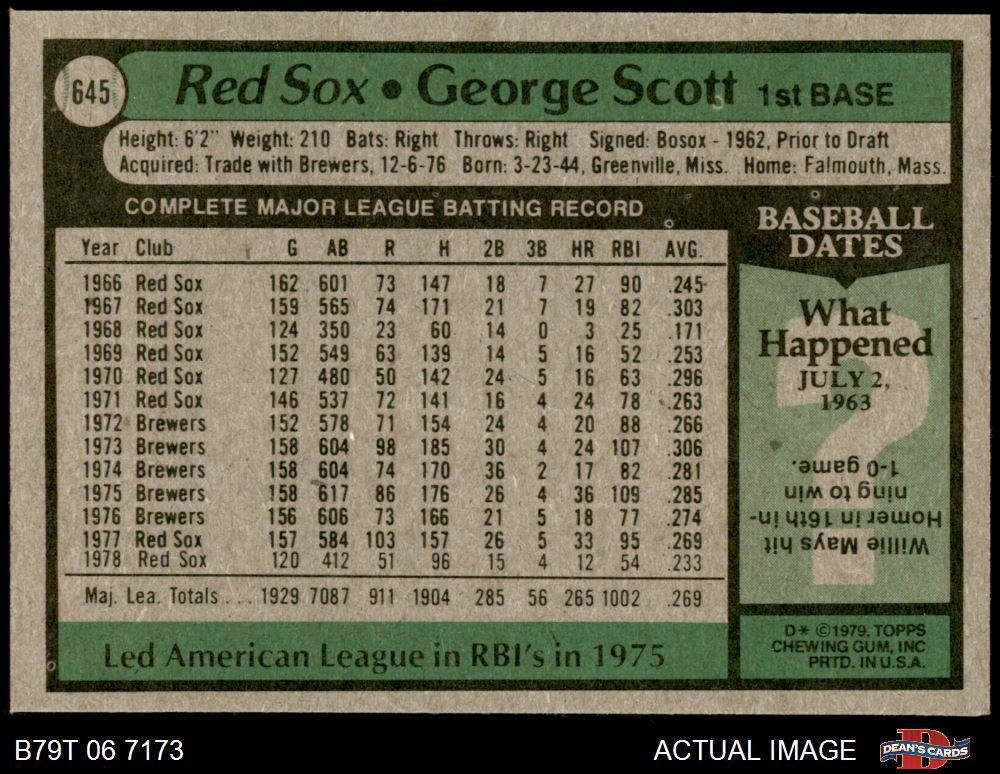 645
Red Sox • George Scott 1st BASE
Height: 6'2" Weight: 210 Bats: Right Throws: Right Signed: Bosox - 1962, Prior to Draft
Acquired: Trade with Brewers, 12-6-76 Born: 3-23-44, Greenville, Miss. Home: Falmouth, Mass.
COMPLETE MAJOR LEAGUE BATTING RECORD
Year Club G AB R H 2B 3B HR RBI AVG.
1966 Red Sox 162 601 73 147 18 7 27 90 .245
1967 Red Sox 159 565 74 171 21 7 19 82 .303
1968 Red Sox 124 350 23 60 14 0 3 25 .171
1969 Red Sox 152 549 63 139 14 5 16 52 .253
1970 Red Sox 127 480 50 142 24 5 16 63 .296
1971 Red Sox 146 537 72 141 16 4 24 78 .263
1972 Brewers 152 578 71 154 24 4 20 88 .266
1973 Brewers 158 604 98 185 30 4 24 107 .306
1974 Brewers 158 604 74 170 36 2 17 82 .281
1975 Brewers 158 617 86 176 26 4 36 109 .285
1976 Brewers 156 606 73 166 21 5 18 77 .274
1977 Red Sox 157 584 103 157 26 5 33 95 .269
1978 Red Sox 120 412 51 96 15 4 12 54 .233
Maj. Lea. Totals ... 1929 7087 911 1904 285 56 265 1002 .269
Led American League in RBI's in 1975
BASEBALL
DATES
What
Happened
JULY 2,
1963
?
Willie Mays hit
Homer in 16th in-
ning to win
1-0 game.
D* ©1979, TOPPS
CHEWING GUM, INC
PRTD. IN U.S.A.
B79T 06 7173
ACTUAL IMAGE
D
DEAN'S CARDS